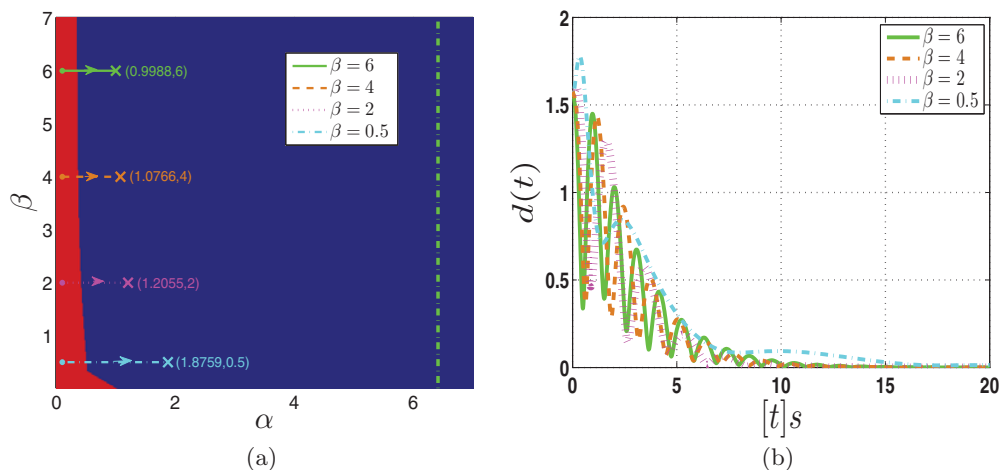 7
6
5
4
3
2
1
β
0
2
4
6
α
β = 6
β = 4
β = 2
β = 0.5
(0.9988,6)
(1.0766,4)
(1.2055,2)
(1.8759,0.5)
(a)
2
1.5
1
0.5
0
d(t)
0
5
10
15
20
[t]s
β = 6
β = 4
β = 2
β = 0.5
(b)